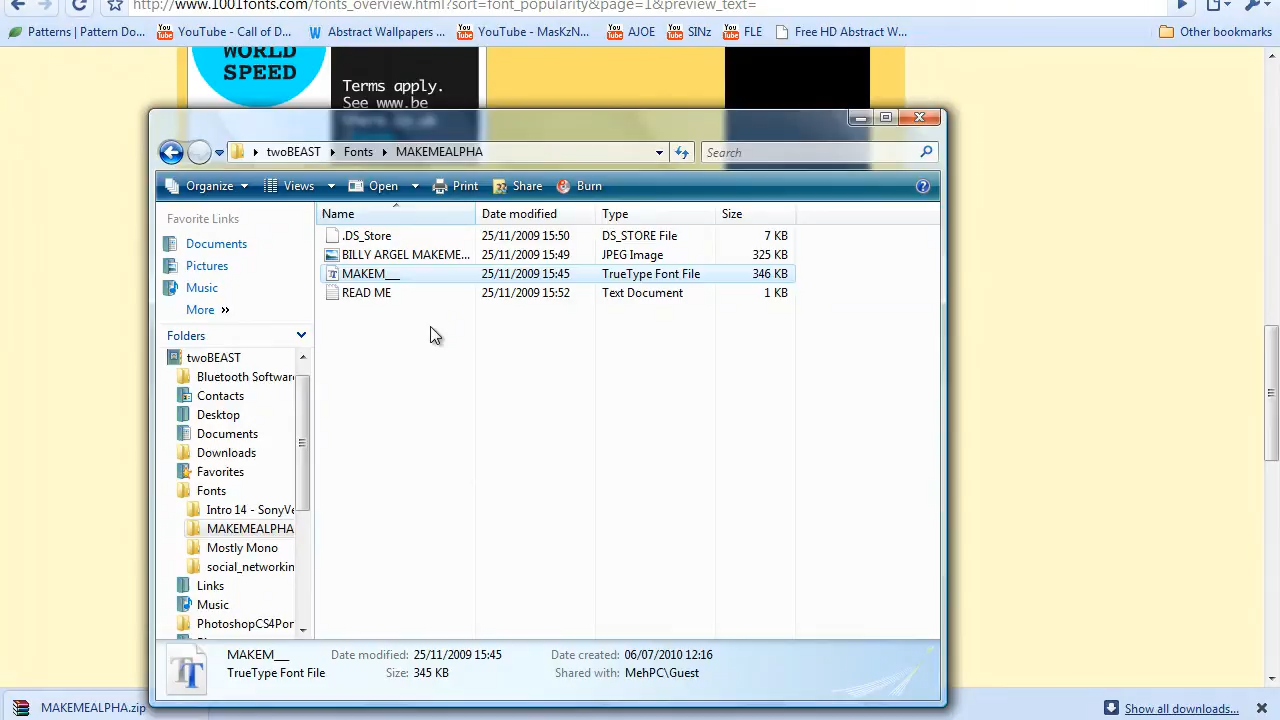 http://www.1001fonts.com/fonts_overview.html?sort=font_popularity&page=1&preview_text=
Patterns | Pattern Do...
YouTube - Call of D...
Abstract Wallpapers ...
YouTube - MasKzN...
AJOE
SINz
FLE
Free HD Abstract W...
Other bookmarks
WORLD
SPEED
Terms apply.
See www.be
there.co.uk
twoBEAST
Fonts
MAKEMEALPHA
Search
Organize
Views
Open
Print
Share
Burn
Favorite Links
Documents
Pictures
Music
More
Folders
twoBEAST
Bluetooth Softwar
Contacts
Desktop
Documents
Downloads
Favorites
Fonts
Intro 14 - SonyVe
MAKEMEALPHA
Mostly Mono
social_networkin
Links
Music
PhotoshopCS4Por
Name Date modified Type Size
.DS_Store 25/11/2009 15:50 DS_STORE File 7 KB
BILLY ARGEL MAKEME... 25/11/2009 15:49 JPEG Image 325 KB
MAKEM___ 25/11/2009 15:45 TrueType Font File 346 KB
READ ME 25/11/2009 15:52 Text Document 1 KB
MAKEM___ Date modified: 25/11/2009 15:45 Date created: 06/07/2010 12:16
TrueType Font File Size: 345 KB Shared with: MehPC\Guest
MAKEMEALPHA.zip
Show all downloads...